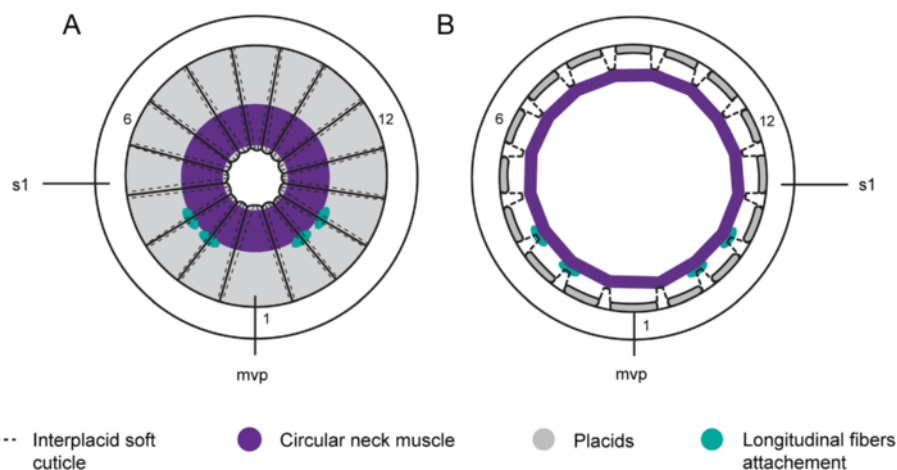 A
B
6
12
6
12
s1
s1
1
1
mvp
mvp
Interplacid soft
cuticle
Circular neck muscle
Placids
Longitudinal fibers
attachement